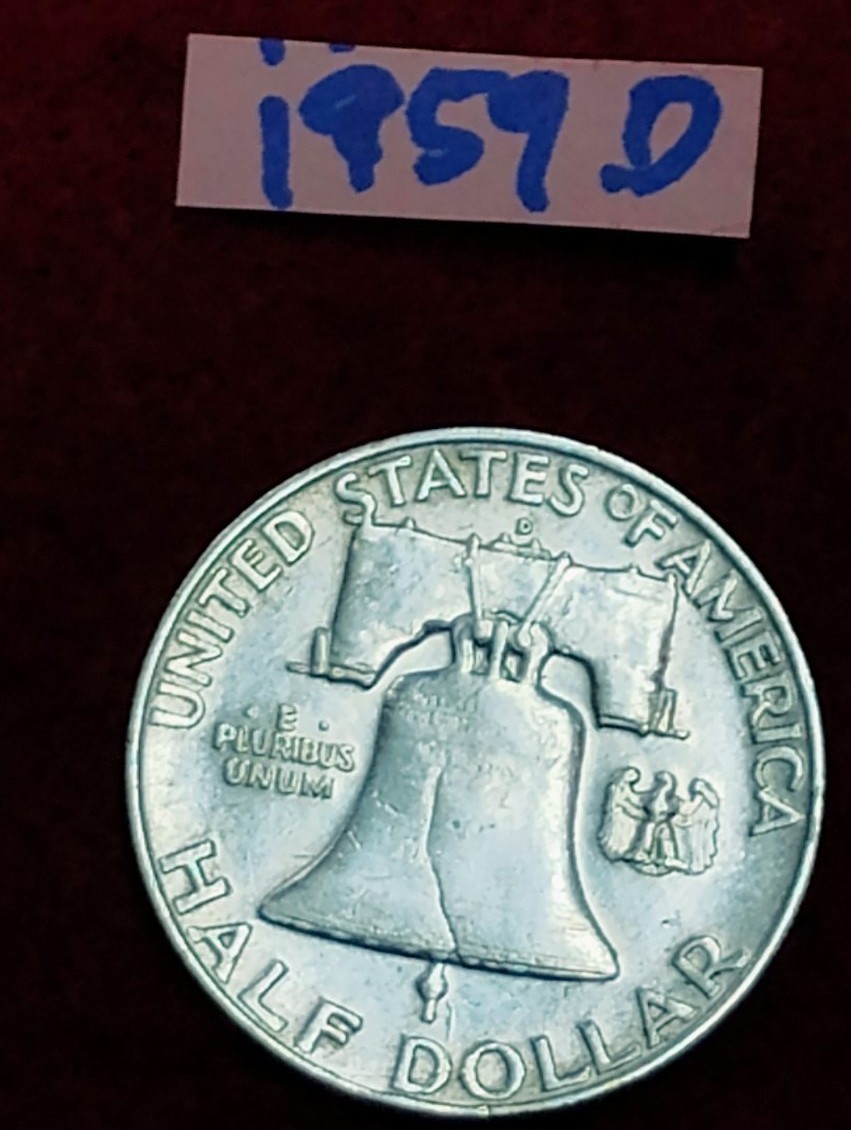 1959 D
UNITED STATES OF AMERICA
D
E
PLURIBUS
UNUM
HALF DOLLAR